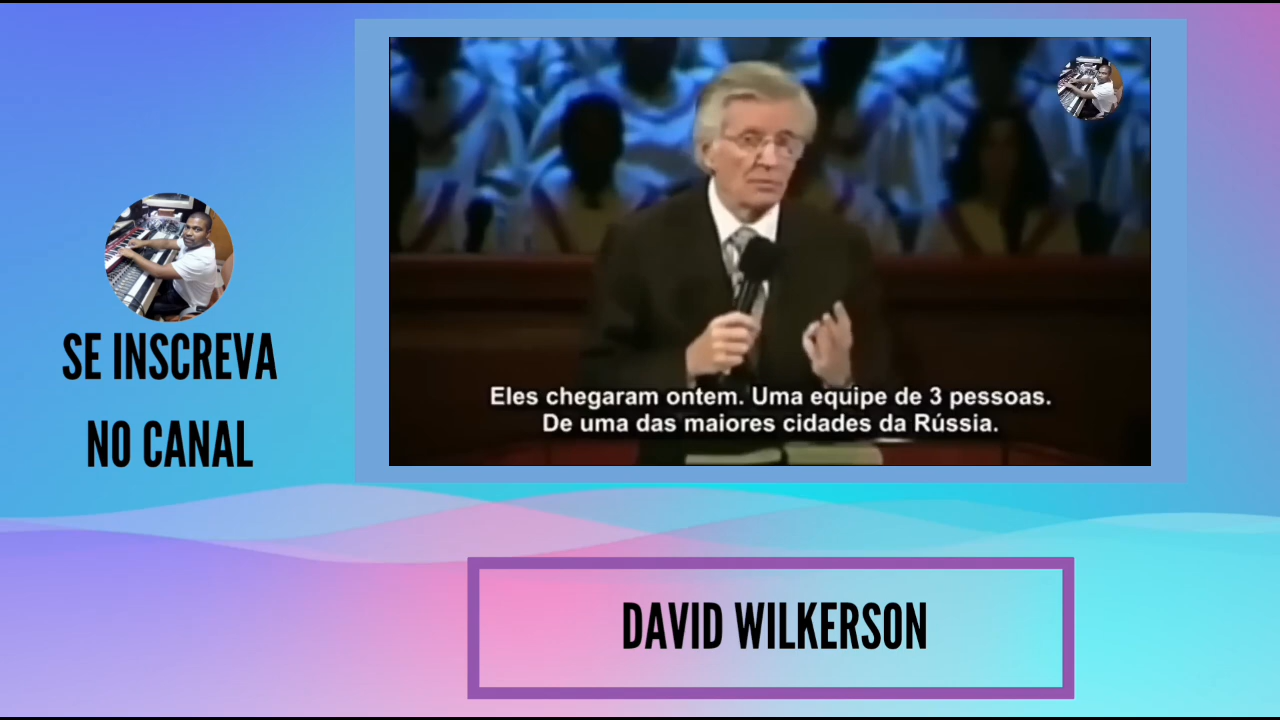 SE INSCREVA
NO CANAL
Eles chegaram ontem. Uma equipe de 3 pessoas.
De uma das maiores cidades da Rússia.
DAVID WILKERSON